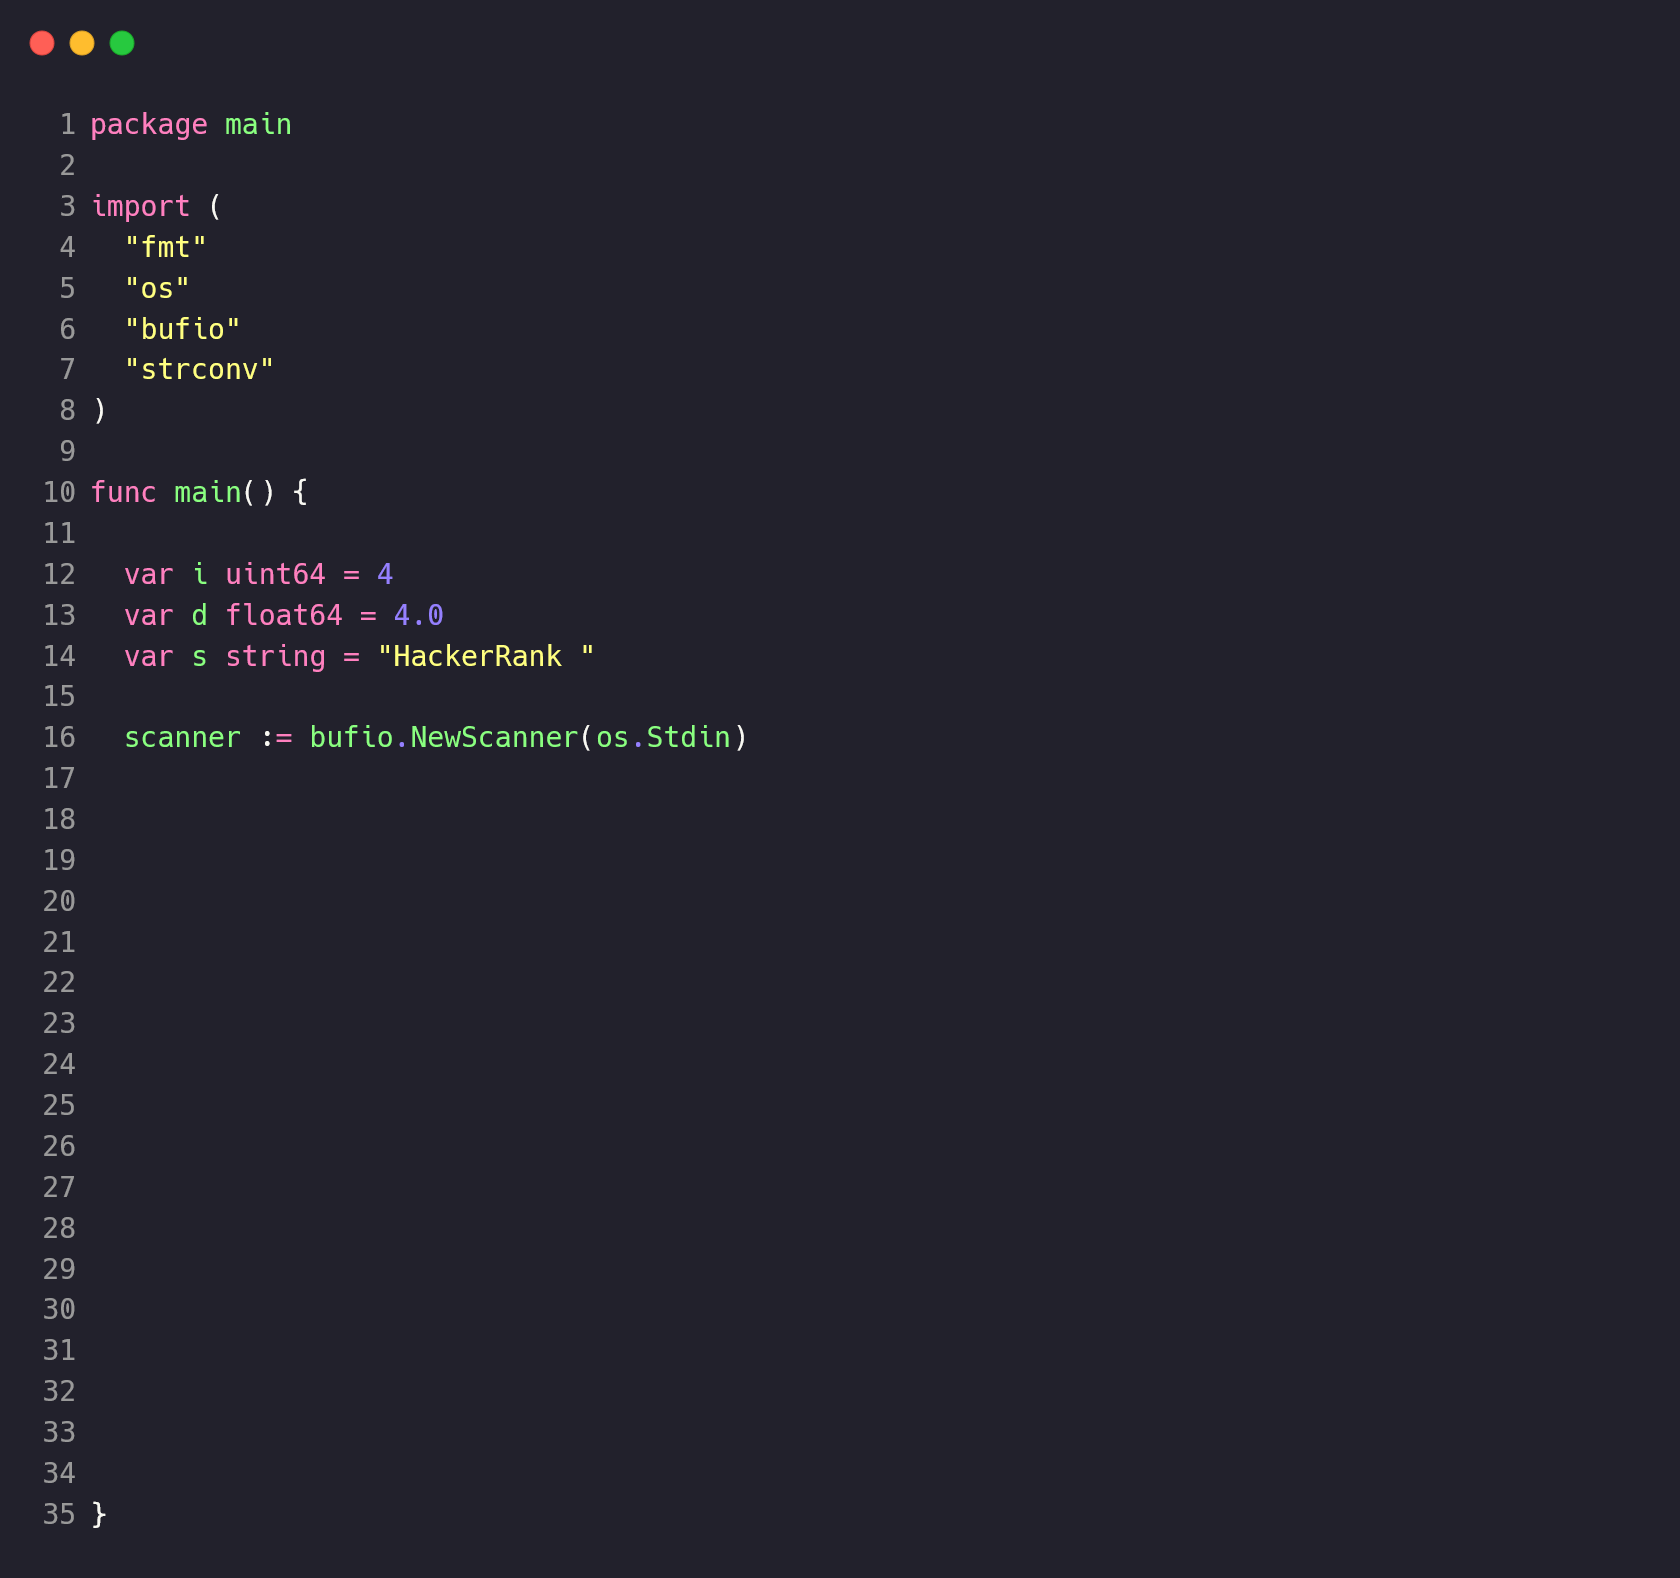 1 package main
2
3 import (
4   "fmt"
5   "os"
6   "bufio"
7   "strconv"
8 )
9
10 func main() {
11
12   var i uint64 = 4
13   var d float64 = 4.0
14   var s string = "HackerRank "
15
16   scanner := bufio.NewScanner(os.Stdin)
17
18
19
20
21
22
23
24
25
26
27
28
29
30
31
32
33
34
35 }